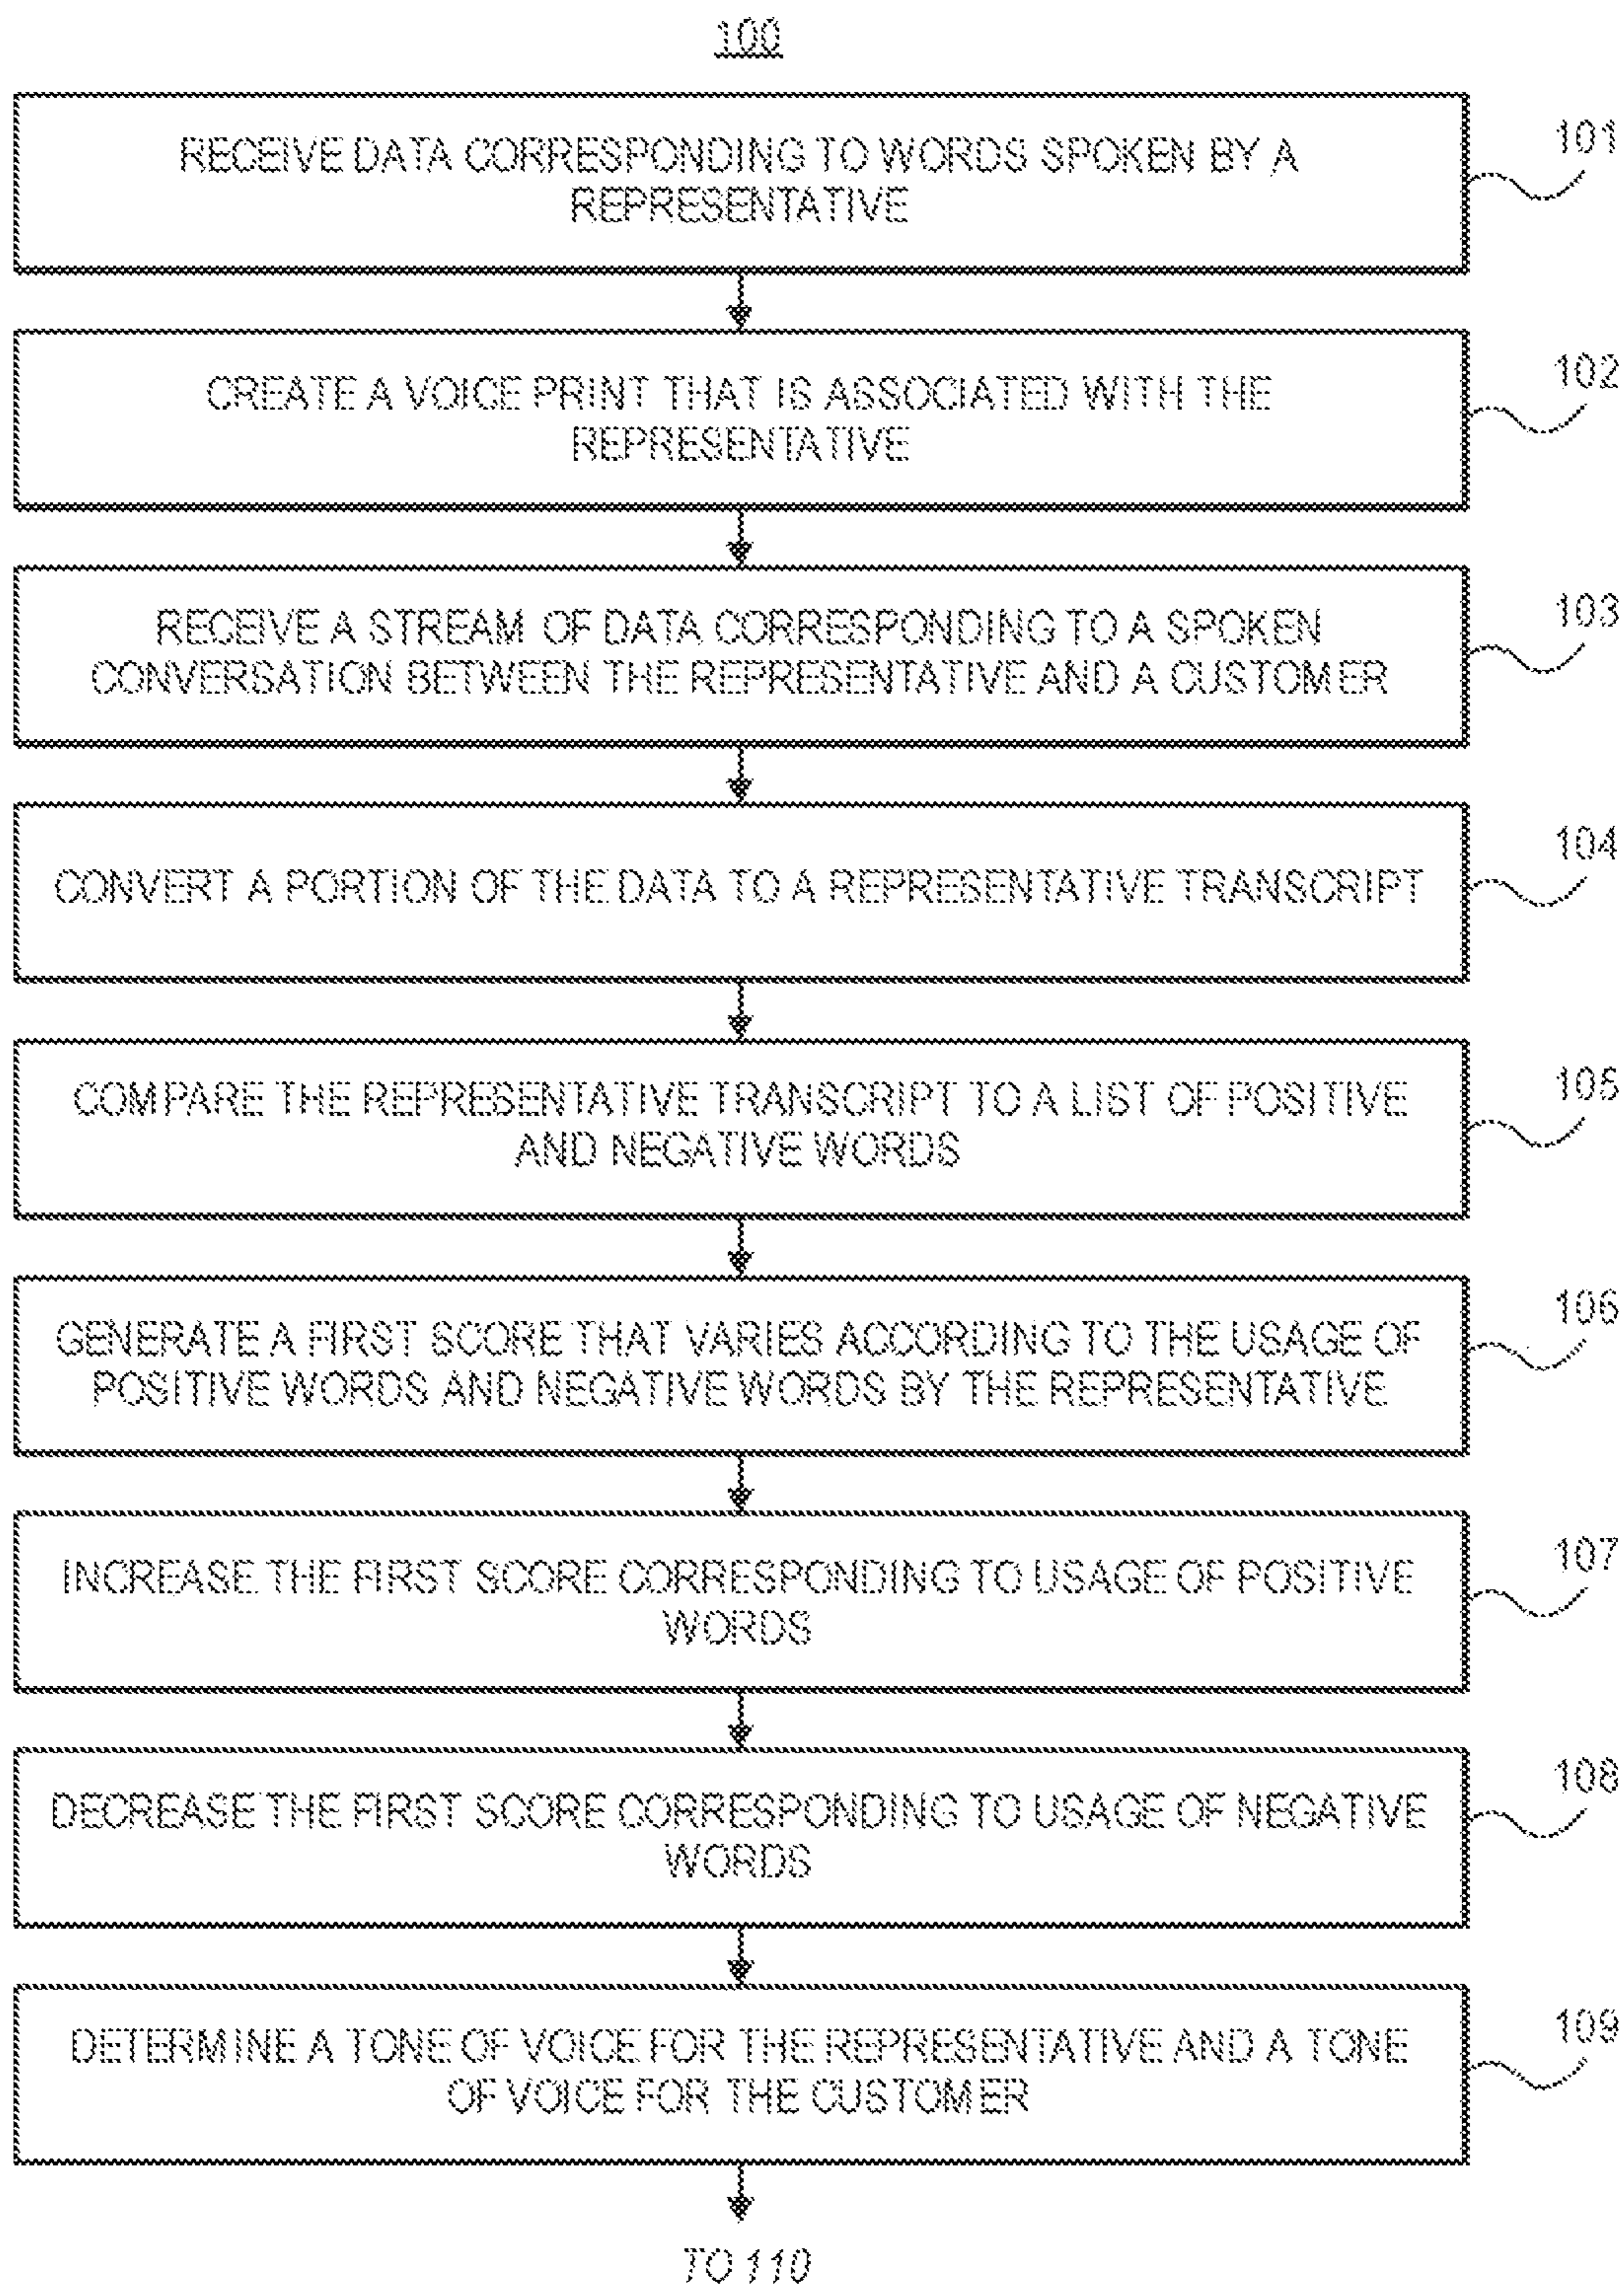 100
RECEIVE DATA CORRESPONDING TO WORDS SPOKEN BY A
REPRESENTATIVE
101
CREATE A VOICE PRINT THAT IS ASSOCIATED WITH THE
REPRESENTATIVE
102
RECEIVE A STREAM OF DATA CORRESPONDING TO A SPOKEN
CONVERSATION BETWEEN THE REPRESENTATIVE AND A CUSTOMER
103
CONVERT A PORTION OF THE DATA TO A REPRESENTATIVE TRANSCRIPT
104
COMPARE THE REPRESENTATIVE TRANSCRIPT TO A LIST OF POSITIVE
AND NEGATIVE WORDS
105
GENERATE A FIRST SCORE THAT VARIES ACCORDING TO THE USAGE OF
POSITIVE WORDS AND NEGATIVE WORDS BY THE REPRESENTATIVE
106
INCREASE THE FIRST SCORE CORRESPONDING TO USAGE OF POSITIVE
WORDS
107
DECREASE THE FIRST SCORE CORRESPONDING TO USAGE OF NEGATIVE
WORDS
108
DETERMINE A TONE OF VOICE FOR THE REPRESENTATIVE AND A TONE
OF VOICE FOR THE CUSTOMER
109
TO 110